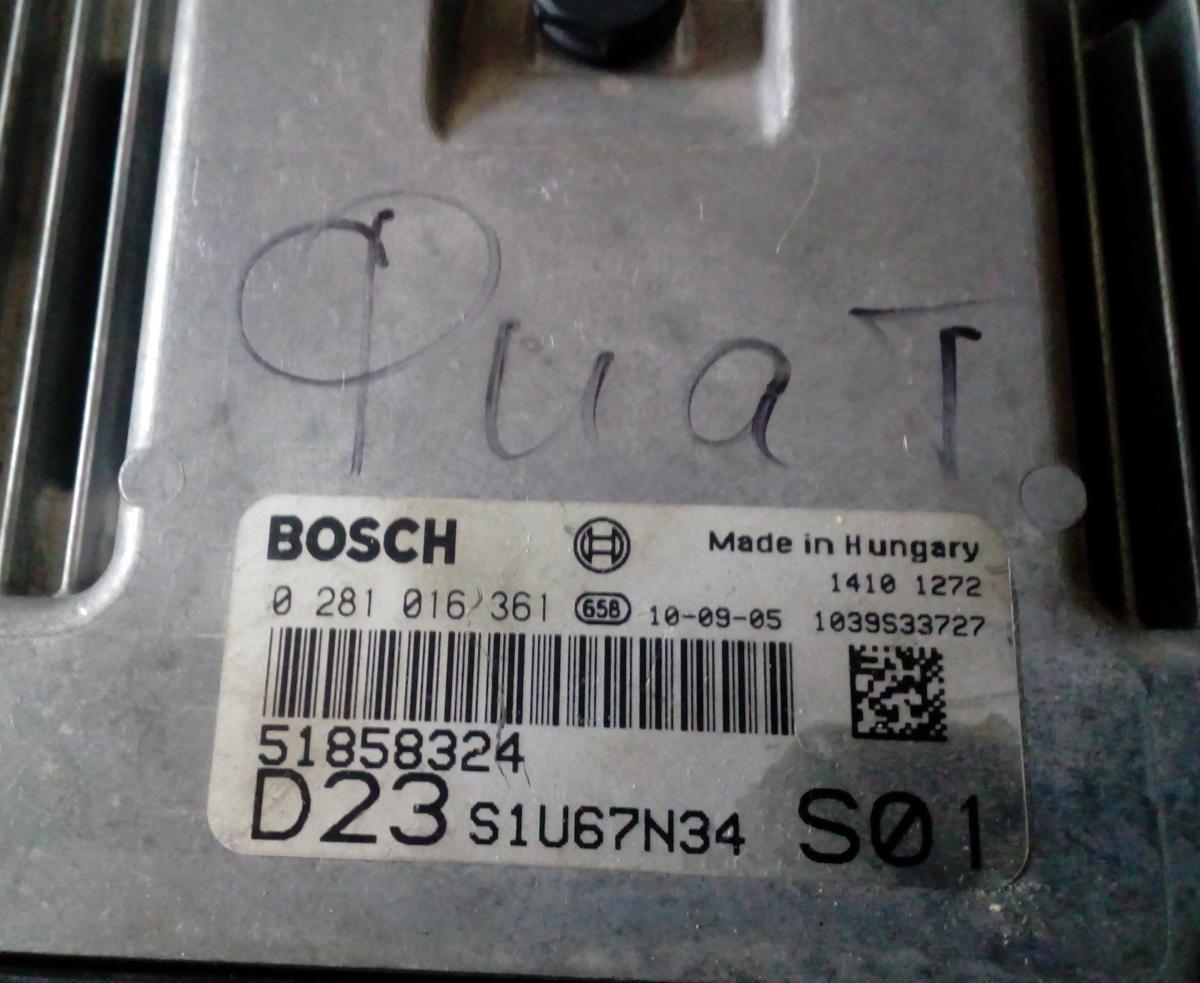 Фиат
BOSCH Made in Hungary
1410 1272
0 281 016 361 658 10-09-05 1039S33727
51858324
D23 S1U67N34 S01